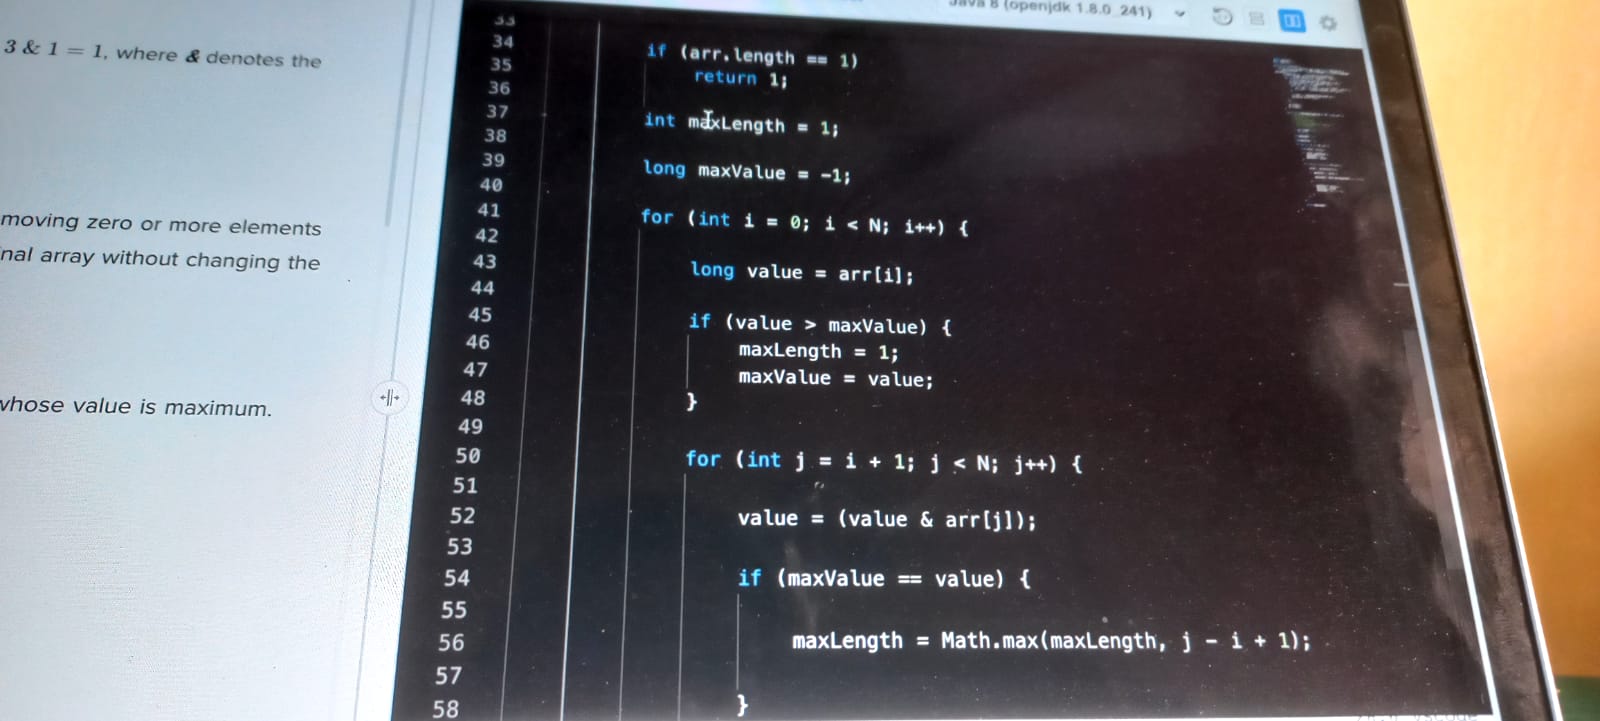 Java 8 (openjdk 1.8.0_241)
3 & 1 = 1, where & denotes the
moving zero or more elements
nal array without changing the
whose value is maximum.
33
34 if (arr.length == 1)
35 return 1;
36
37 int maxLength = 1;
38
39 long maxValue = -1;
40
41 for (int i = 0; i < N; i++) {
42
43 long value = arr[i];
44
45 if (value > maxValue) {
46 maxLength = 1;
47 maxValue = value;
48 }
49
50 for (int j = i + 1; j < N; j++) {
51
52 value = (value & arr[j]);
53
54 if (maxValue == value) {
55
56 maxLength = Math.max(maxLength, j - i + 1);
57
58 }